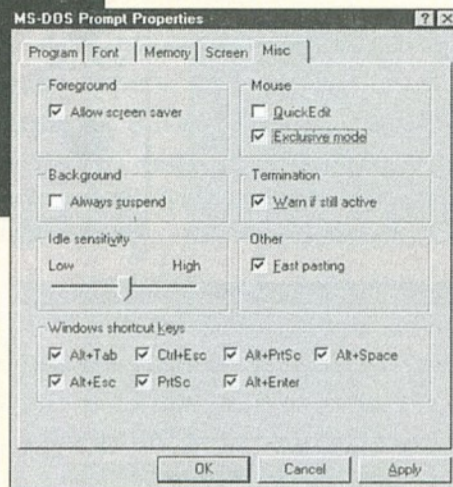 MS-DOS Prompt Properties
Program Font Memory Screen Misc
Foreground
Allow screen saver
Mouse
QuickEdit
Exclusive mode
Background
Always suspend
Termination
Warn if still active
Idle sensitivity
Low High
Other
Fast pasting
Windows shortcut keys
Alt+Tab Ctrl+Esc Alt+PrtSc Alt+Space
Alt+Esc PrtSc Alt+Enter
OK Cancel Apply